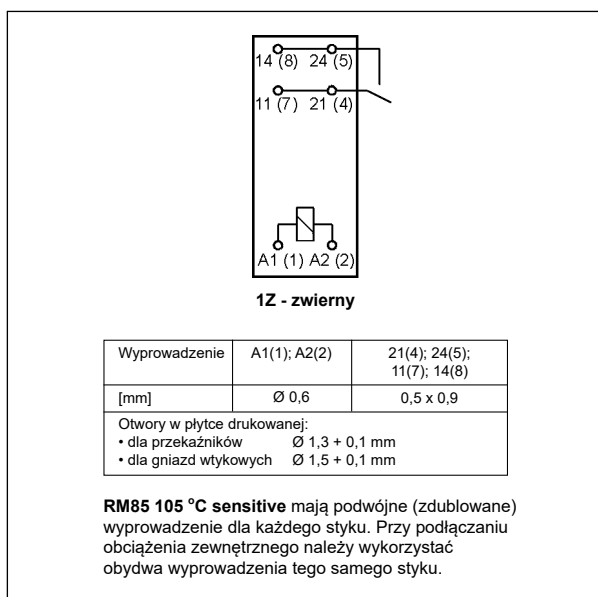 14 (8) 24 (5)
11 (7) 21 (4)
A1 (1) A2 (2)
1Z - zwierny
Wyprowadzenie A1(1); A2(2) 21(4); 24(5);
11(7); 14(8)
[mm] Ø 0,6 0,5 x 0,9
Otwory w płytce drukowanej:
• dla przekaźników Ø 1,3 + 0,1 mm
• dla gniazd wtykowych Ø 1,5 + 0,1 mm
RM85 105 °C sensitive mają podwójne (zdublowane)
wyprowadzenie dla każdego styku. Przy podłączaniu
obciążenia zewnętrznego należy wykorzystać
obydwa wyprowadzenia tego samego styku.